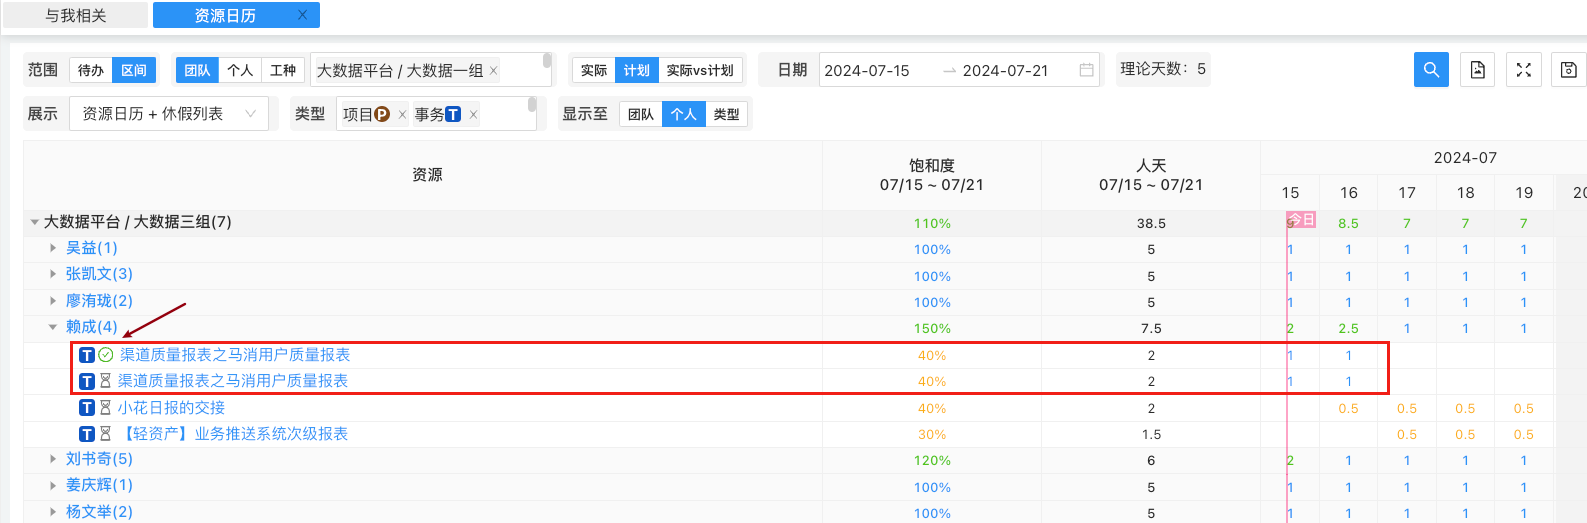 与我相关 资源日历 ×
范围 待办 区间 团队 个人 工种 大数据平台 / 大数据一组 × 实际 计划 实际vs计划 日期 2024-07-15 → 2024-07-21 理论天数：5
展示 资源日历 + 休假列表 类型 项目 P × 事务 T × 显示至 团队 个人 类型
资源 饱和度 07/15 ~ 07/21 人天 07/15 ~ 07/21 2024-07
15 16 17 18 19 20
今日
大数据平台 / 大数据三组(7) 110% 38.5 9 8.5 7 7 7
吴益(1) 100% 5 1 1 1 1 1
张凯文(3) 100% 5 1 1 1 1 1
廖洧珑(2) 100% 5 1 1 1 1 1
赖成(4) 150% 7.5 2 2.5 1 1 1
T 渠道质量报表之马消用户质量报表 40% 2 1 1
T 渠道质量报表之马消用户质量报表 40% 2 1 1
T 小花日报的交接 40% 2 0.5 0.5 0.5 0.5
T 【轻资产】业务推送系统次级报表 30% 1.5 0.5 0.5 0.5
刘书奇(5) 120% 6 2 1 1 1 1
姜庆辉(1) 100% 5 1 1 1 1 1
杨文举(2) 100% 5 1 1 1 1 1